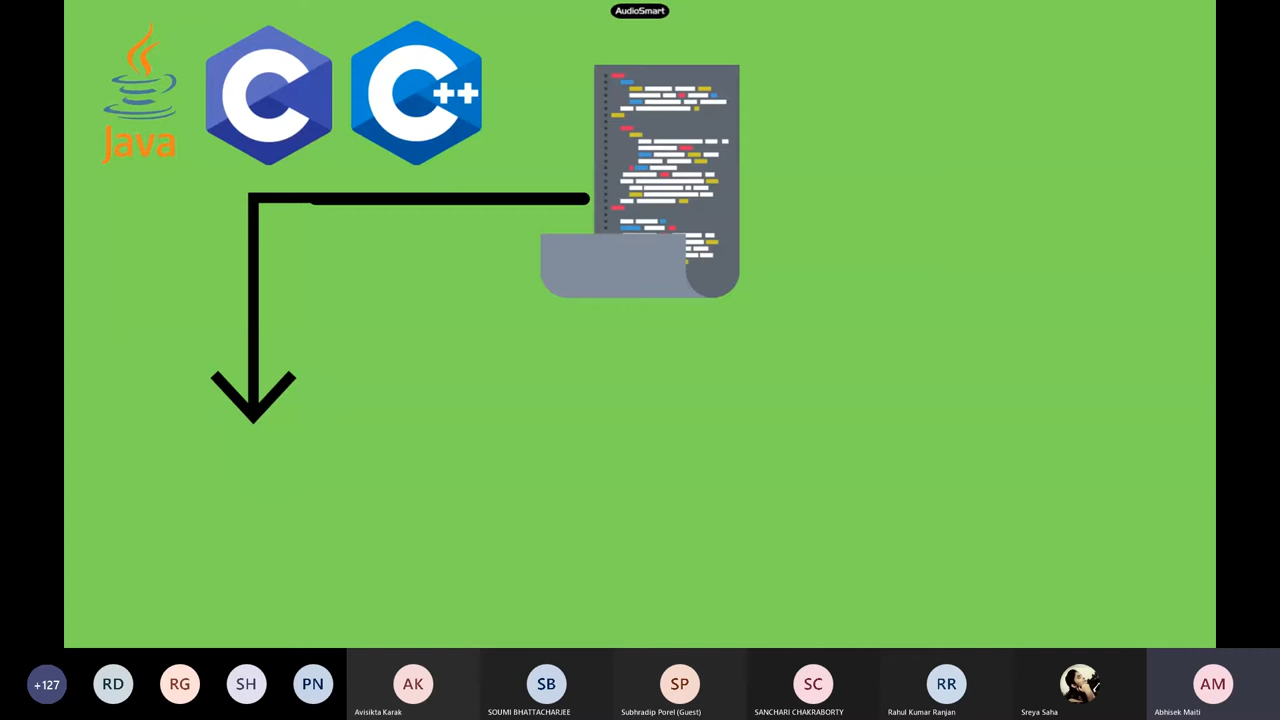 AudioSmart
Java
C
C++
+127
RD
RG
SH
PN
AK
SB
SP
SC
RR
AM
Avisikta Karak
SOUMI BHATTACHARJEE
Subhradip Porel (Guest)
SANCHARI CHAKRABORTY
Rahul Kumar Ranjan
Sreya Saha
Abhisek Maiti